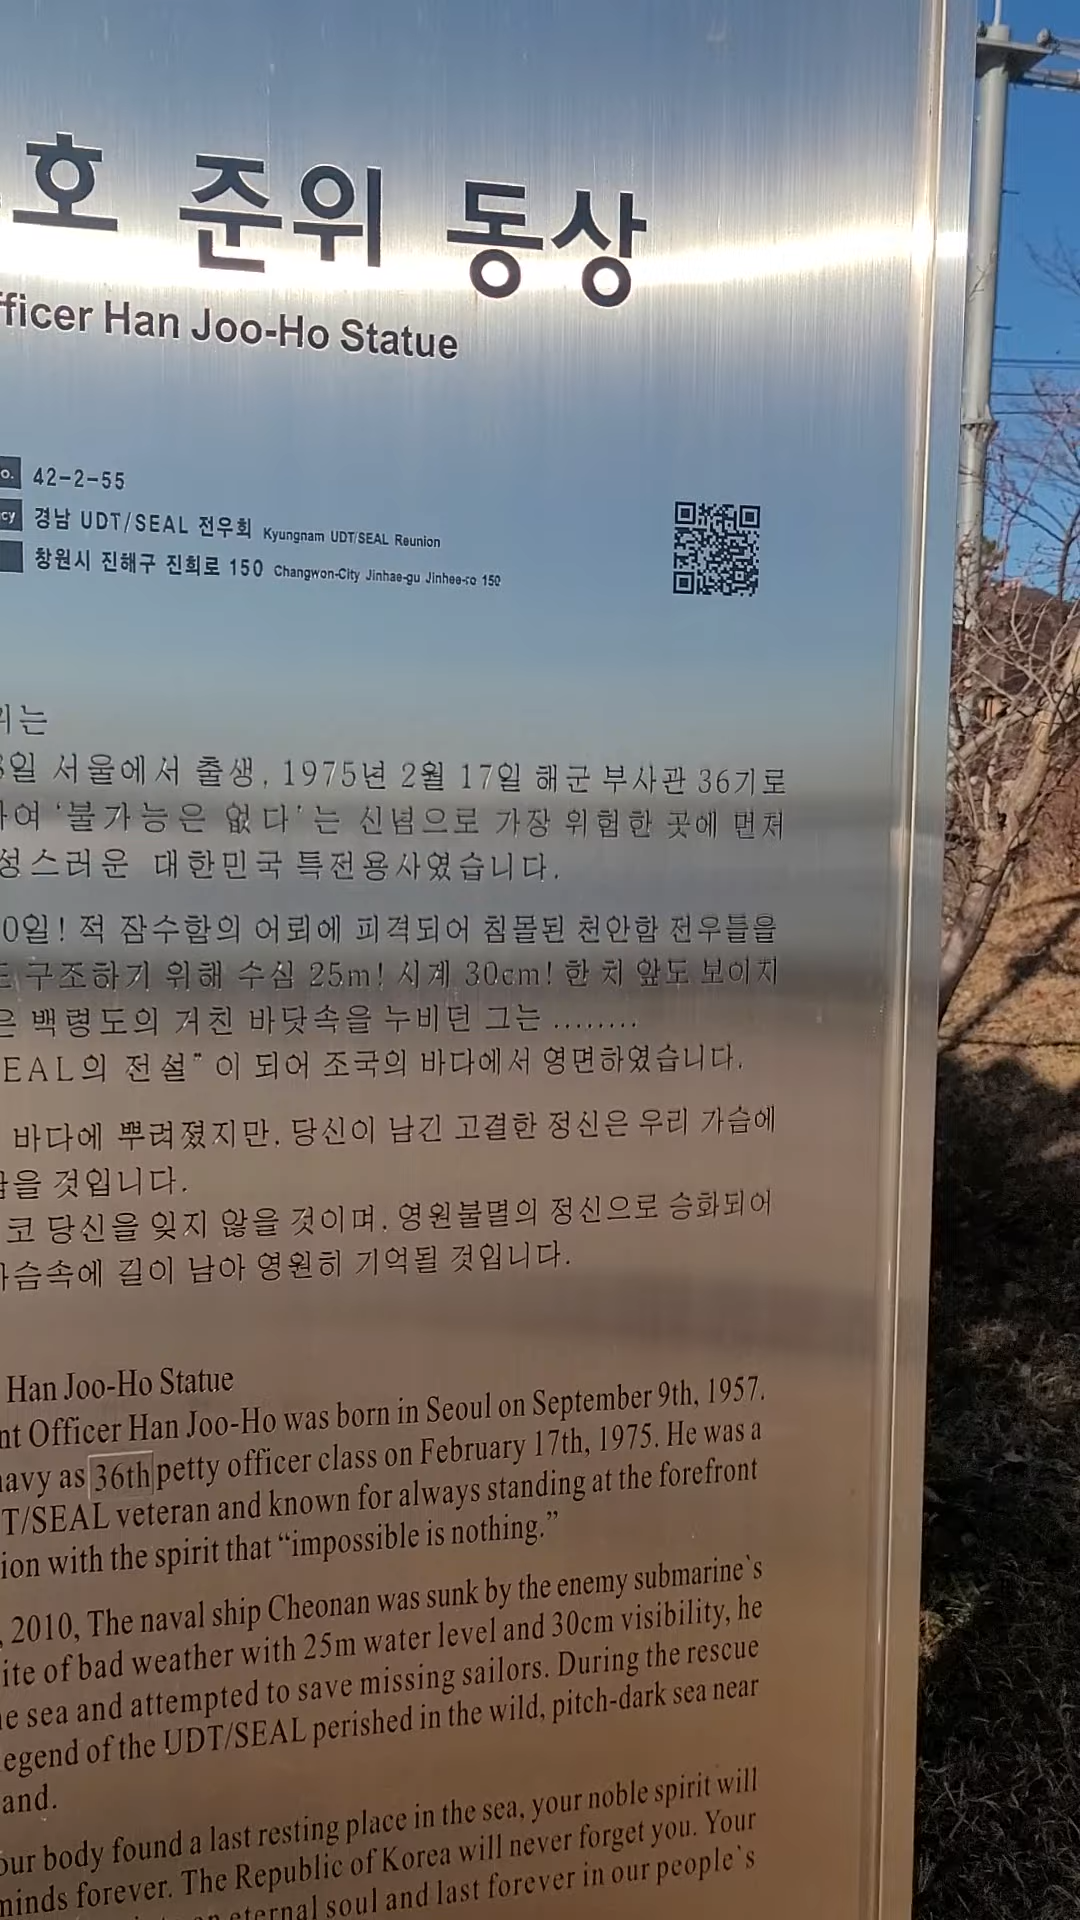 호 준위 동상
fficer Han Joo-Ho Statue
o. 42-2-55
cy 경남 UDT/SEAL 전우회 Kyungnam UDT/SEAL Reunion
창원시 진해구 진희로 150 Changwon-City Jinhae-gu Jinhee-ro 150
위는
8일 서울에서 출생, 1975년 2월 17일 해군 부사관 36기로
하여 ‘불가능은 없다’는 신념으로 가장 위험한 곳에 먼저
성스러운 대한민국 특전용사였습니다.
0일! 적 잠수함의 어뢰에 피격되어 침몰된 천안함 전우들을
도 구조하기 위해 수심 25m! 시계 30cm! 한 치 앞도 보이지
은 백령도의 거친 바닷속을 누비던 그는 ........
EAL의 전설”이 되어 조국의 바다에서 영면하였습니다.
바다에 뿌려졌지만, 당신이 남긴 고결한 정신은 우리 가슴에
남을 것입니다.
코 당신을 잊지 않을 것이며, 영원불멸의 정신으로 승화되어
가슴속에 길이 남아 영원히 기억될 것입니다.
Han Joo-Ho Statue
nt Officer Han Joo-Ho was born in Seoul on September 9th, 1957.
navy as 36th petty officer class on February 17th, 1975. He was a
T/SEAL veteran and known for always standing at the forefront
ion with the spirit that “impossible is nothing.”
, 2010, The naval ship Cheonan was sunk by the enemy submarine`s
ite of bad weather with 25m water level and 30cm visibility, he
he sea and attempted to save missing sailors. During the rescue
legend of the UDT/SEAL perished in the wild, pitch-dark sea near
and.
our body found a last resting place in the sea, your noble spirit will
minds forever. The Republic of Korea will never forget you. Your
eternal soul and last forever in our people`s